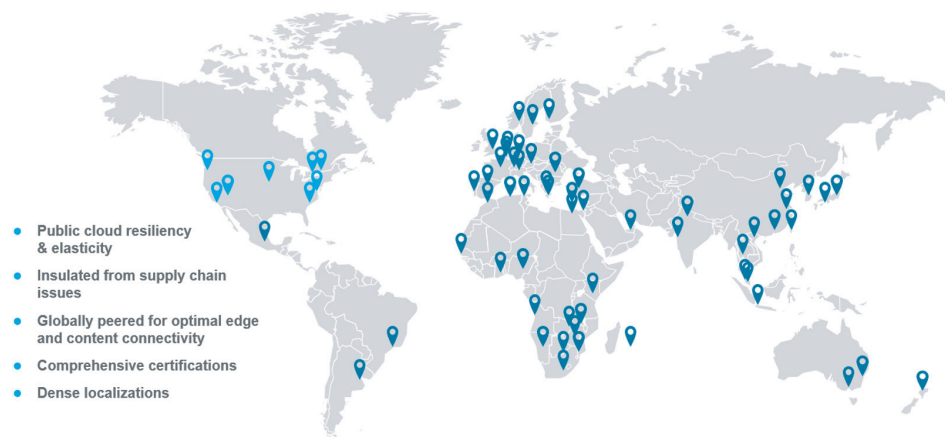 Public cloud resiliency
& elasticity
Insulated from supply chain
issues
Globally peered for optimal edge
and content connectivity
Comprehensive certifications
Dense localizations